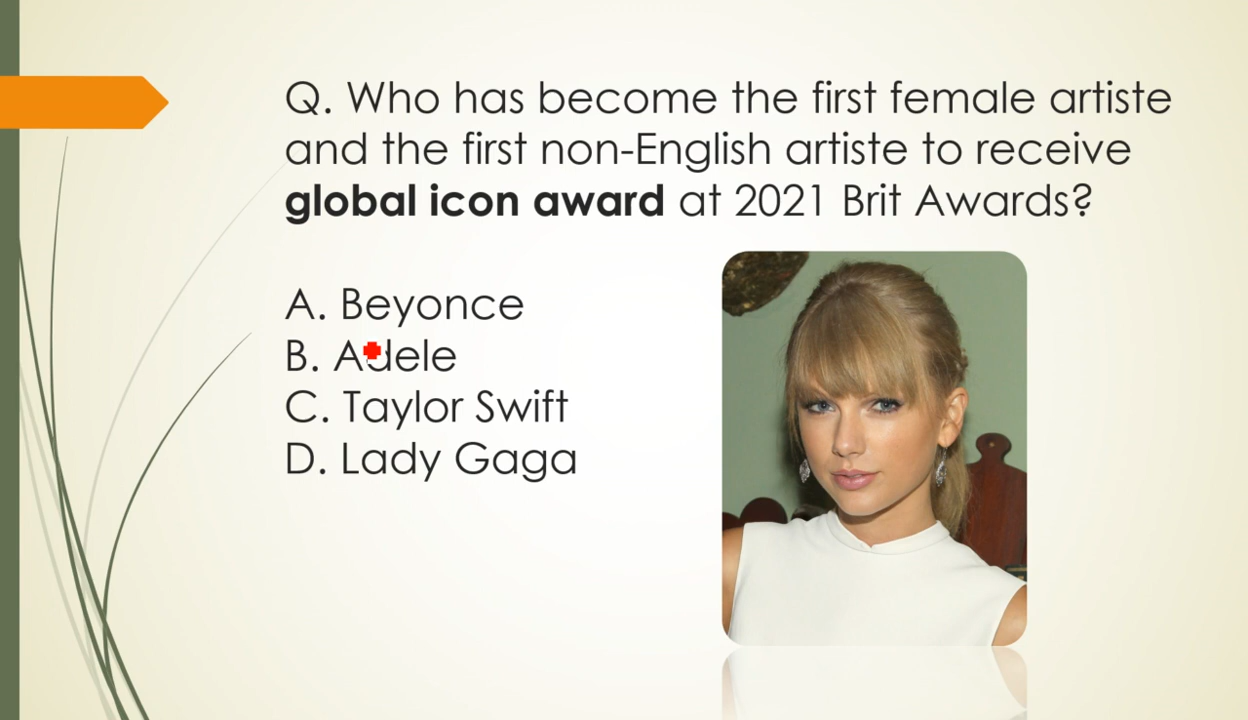 Q. Who has become the first female artiste
and the first non-English artiste to receive
global icon award at 2021 Brit Awards?
A. Beyonce
B. Adele
C. Taylor Swift
D. Lady Gaga